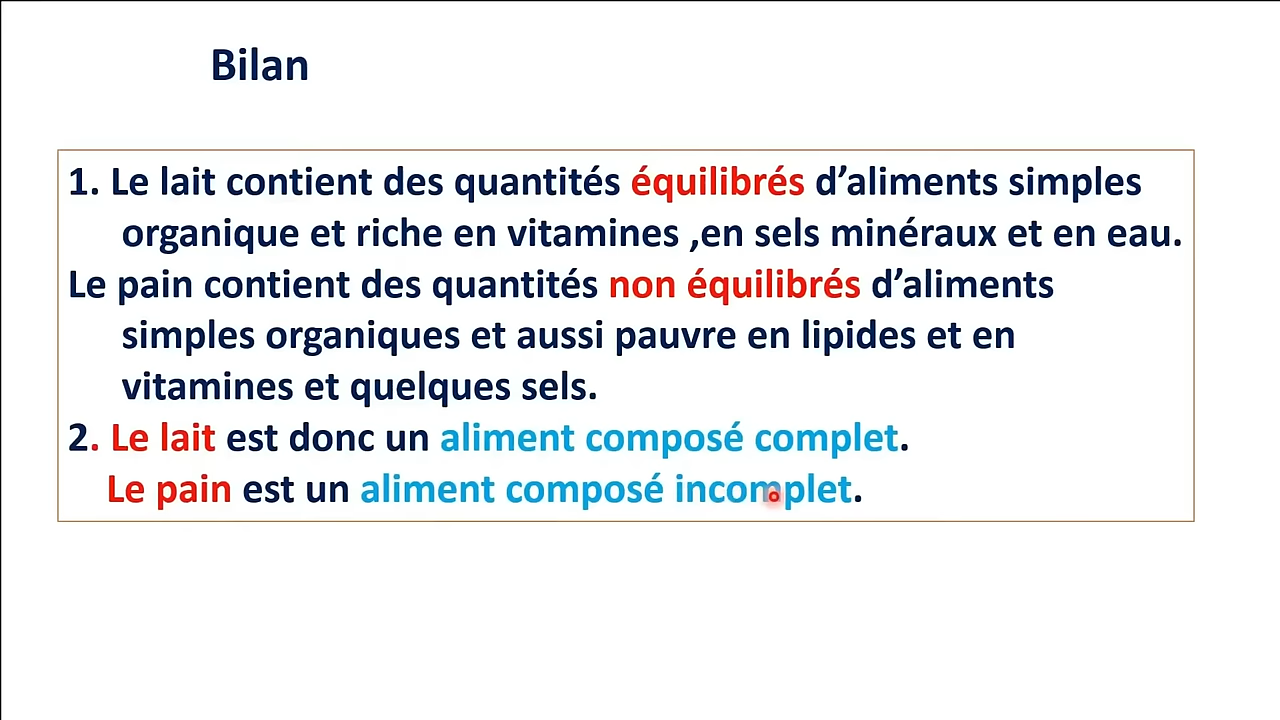 Bilan
1. Le lait contient des quantités équilibrés d’aliments simples
organique et riche en vitamines ,en sels minéraux et en eau.
Le pain contient des quantités non équilibrés d’aliments
simples organiques et aussi pauvre en lipides et en
vitamines et quelques sels.
2. Le lait est donc un aliment composé complet.
Le pain est un aliment composé incomplet.